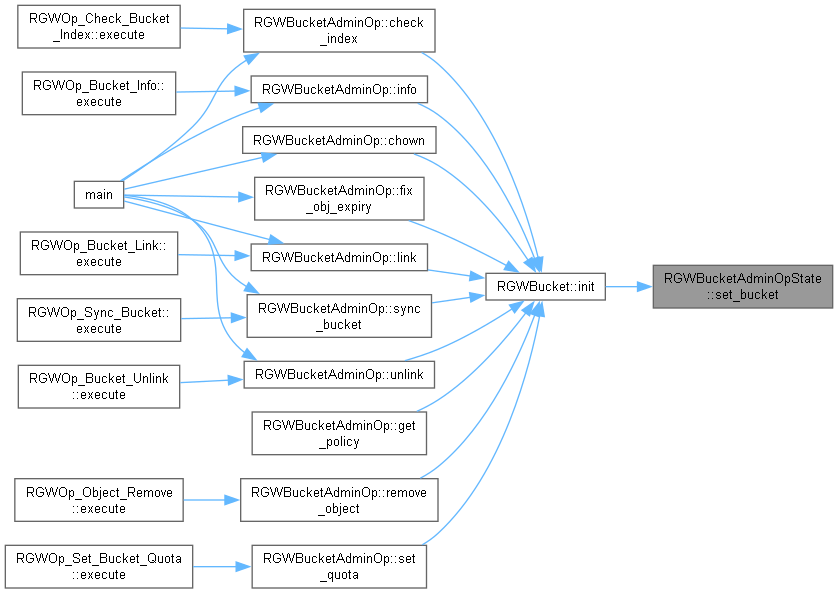 RGWOp_Check_Bucket
_Index::execute
RGWBucketAdminOp::check
_index
RGWOp_Bucket_Info::
execute
RGWBucketAdminOp::info
RGWBucketAdminOp::chown
main
RGWBucketAdminOp::fix
_obj_expiry
RGWOp_Bucket_Link::
execute
RGWBucketAdminOp::link
RGWBucket::init
RGWBucketAdminOpState
::set_bucket
RGWOp_Sync_Bucket::
execute
RGWBucketAdminOp::sync
_bucket
RGWOp_Bucket_Unlink
::execute
RGWBucketAdminOp::unlink
RGWBucketAdminOp::get
_policy
RGWOp_Object_Remove
::execute
RGWBucketAdminOp::remove
_object
RGWOp_Set_Bucket_Quota
::execute
RGWBucketAdminOp::set
_quota